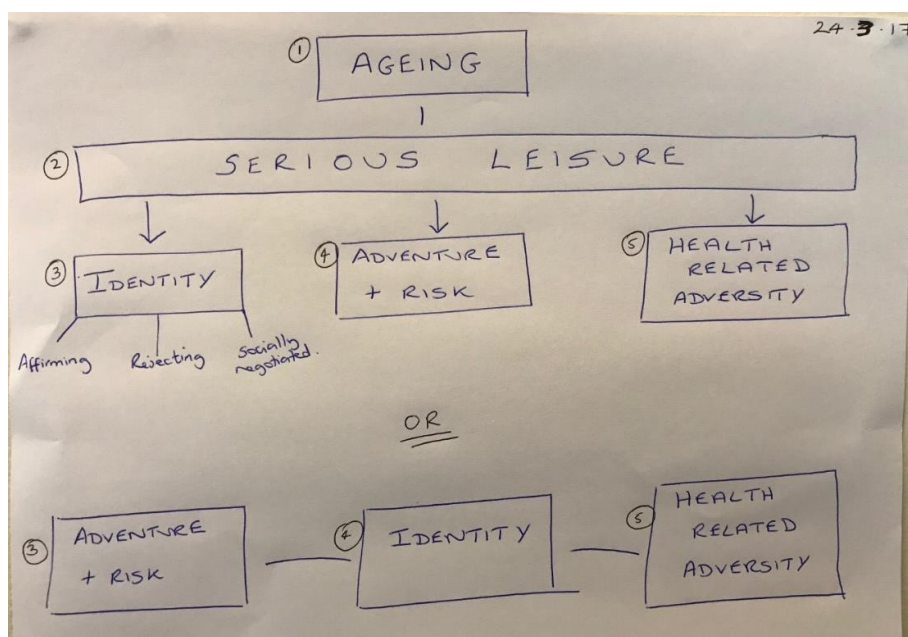 24.3.17
① AGEING
② SERIOUS LEISURE
③ IDENTITY
④ ADVENTURE
+ RISK
⑤ HEALTH
RELATED
ADVERSITY
Affirming
Rejecting
Socially
negotiated.
OR
③ ADVENTURE
+ RISK
④ IDENTITY
⑤ HEALTH
RELATED
ADVERSITY